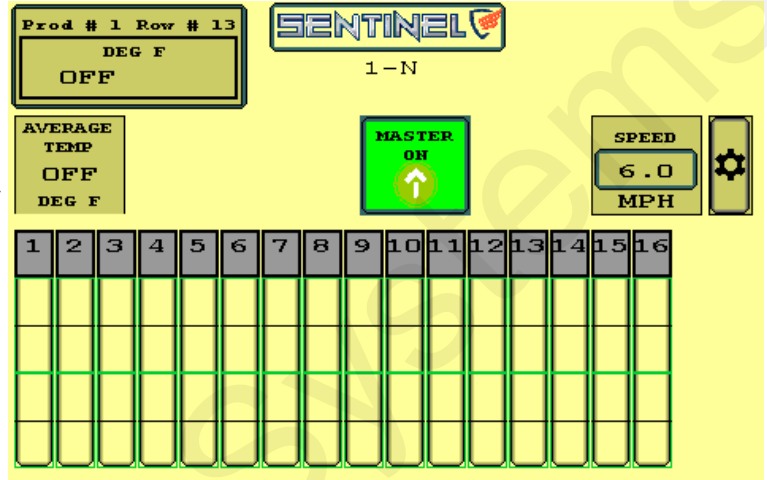 Prod # 1 Row # 13
DEG F
OFF
SENTINEL
1-N
AVERAGE
TEMP
OFF
DEG F
MASTER
ON
SPEED
6.0
MPH
1 2 3 4 5 6 7 8 9 10 11 12 13 14 15 16
Systems